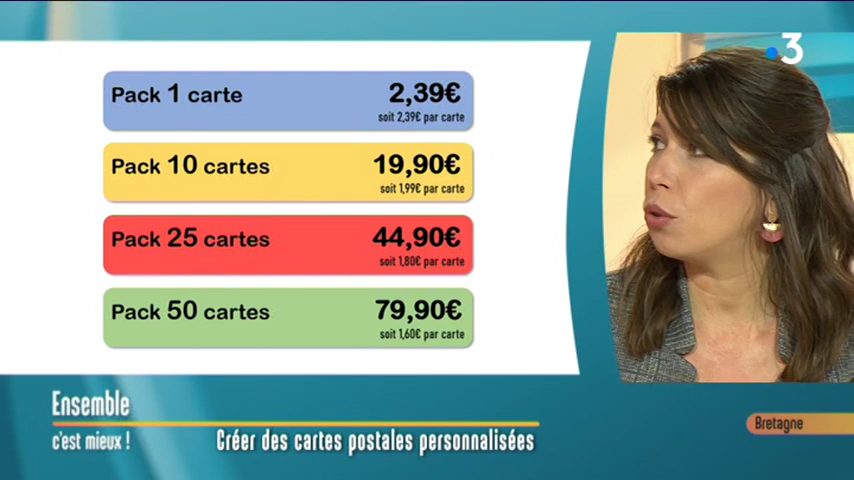 3
Pack 1 carte
2,39€
soit 2,39€ par carte
Pack 10 cartes
19,90€
soit 1,99€ par carte
Pack 25 cartes
44,90€
soit 1,80€ par carte
Pack 50 cartes
79,90€
soit 1,60€ par carte
Ensemble
c'est mieux !
Créer des cartes postales personnalisées
Bretagne